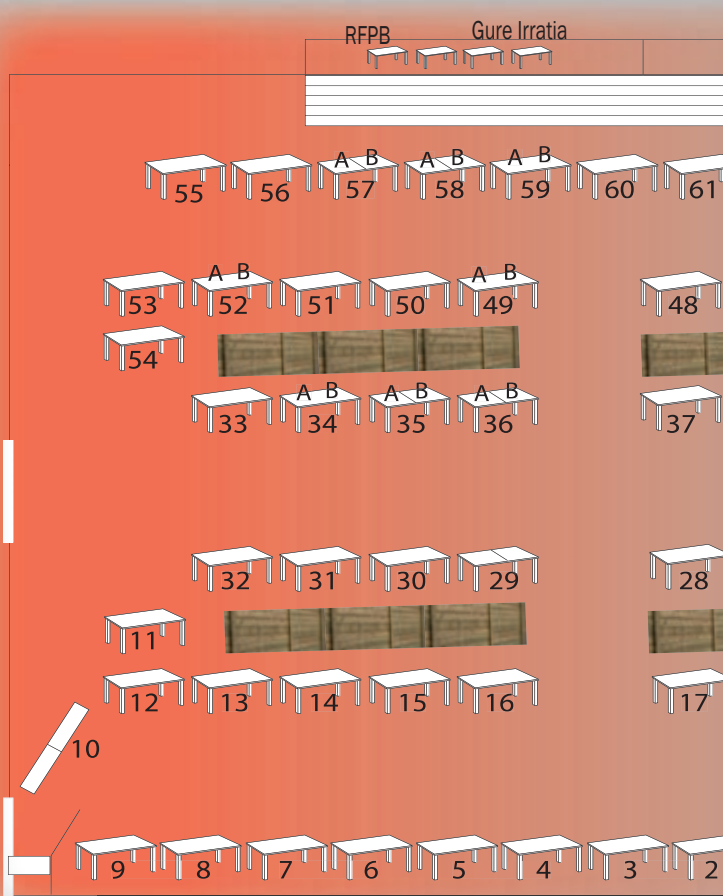 RFPB Gure Irratia
A B A B A B
55 56 57 58 59 60 61
A B A B
53 52 51 50 49 48
54
A B A B A B
33 34 35 36 37
32 31 30 29 28
11
12 13 14 15 16 17
10
9 8 7 6 5 4 3 2